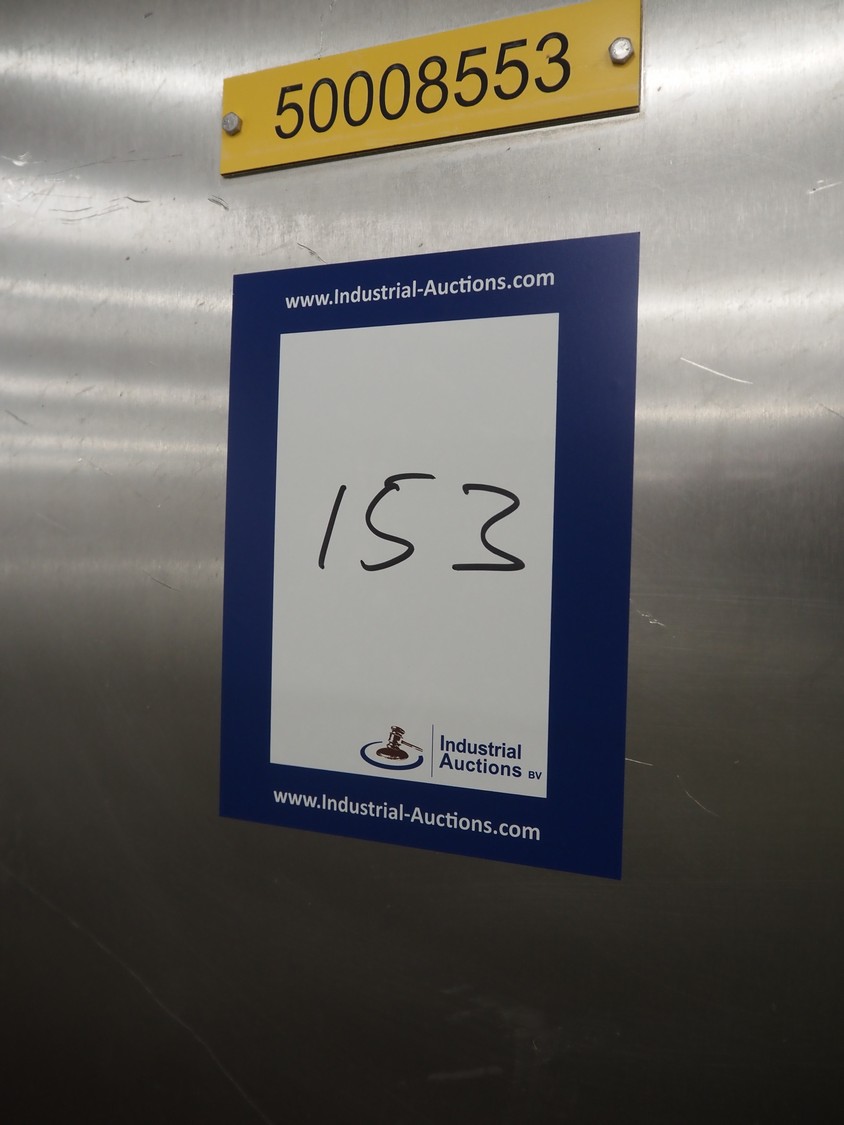 50008553
www.Industrial-Auctions.com
153
Industrial
Auctions BV
www.Industrial-Auctions.com